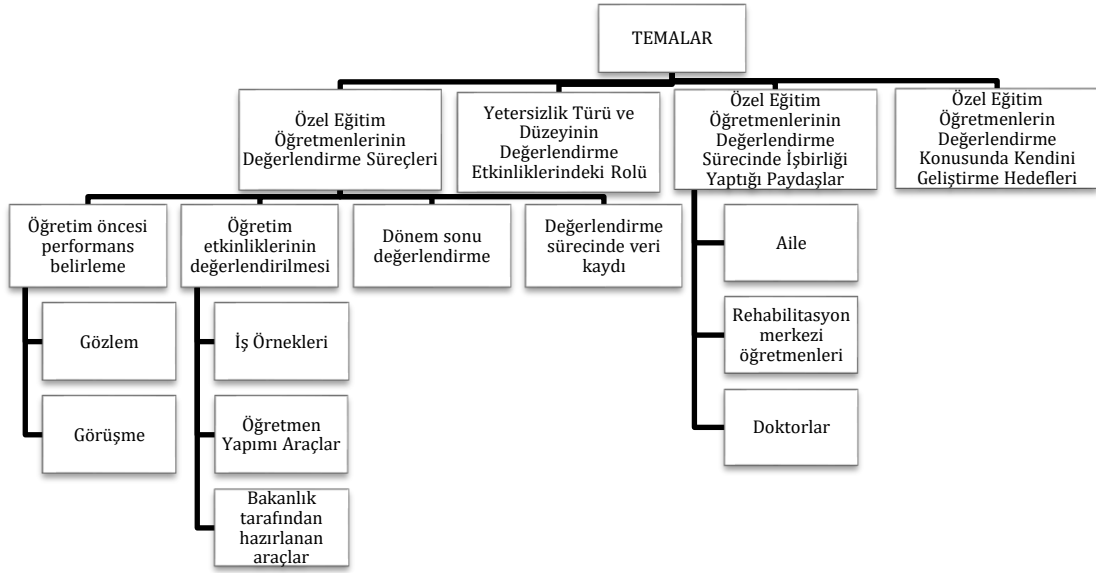 TEMALAR
Özel Eğitim
Öğretmenlerinin
Değerlendirme Süreçleri
Yetersizlik Türü ve
Düzeyinin
Değerlendirme
Etkinliklerindeki Rolü
Özel Eğitim
Öğretmenlerinin
Değerlendirme
Sürecinde İşbirliği
Yaptığı Paydaşlar
Özel Eğitim
Öğretmenlerin
Değerlendirme
Konusunda Kendini
Geliştirme Hedefleri
Öğretim öncesi
performans
belirleme
Öğretim
etkinliklerinin
değerlendirilmesi
Dönem sonu
değerlendirme
Değerlendirme
sürecinde veri
kaydı
Gözlem
Görüşme
İş Örnekleri
Öğretmen
Yapımı Araçlar
Bakanlık
tarafından
hazırlanan
araçlar
Aile
Rehabilitasyon
merkezi
öğretmenleri
Doktorlar